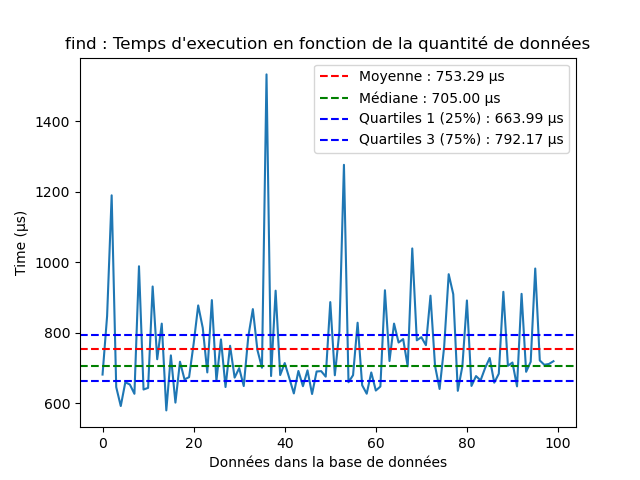 find : Temps d'execution en fonction de la quantité de données
Moyenne : 753.29 µs
Médiane : 705.00 µs
Quartiles 1 (25%) : 663.99 µs
Quartiles 3 (75%) : 792.17 µs
Time (µs)
1400
1200
1000
800
600
0 20 40 60 80 100
Données dans la base de données